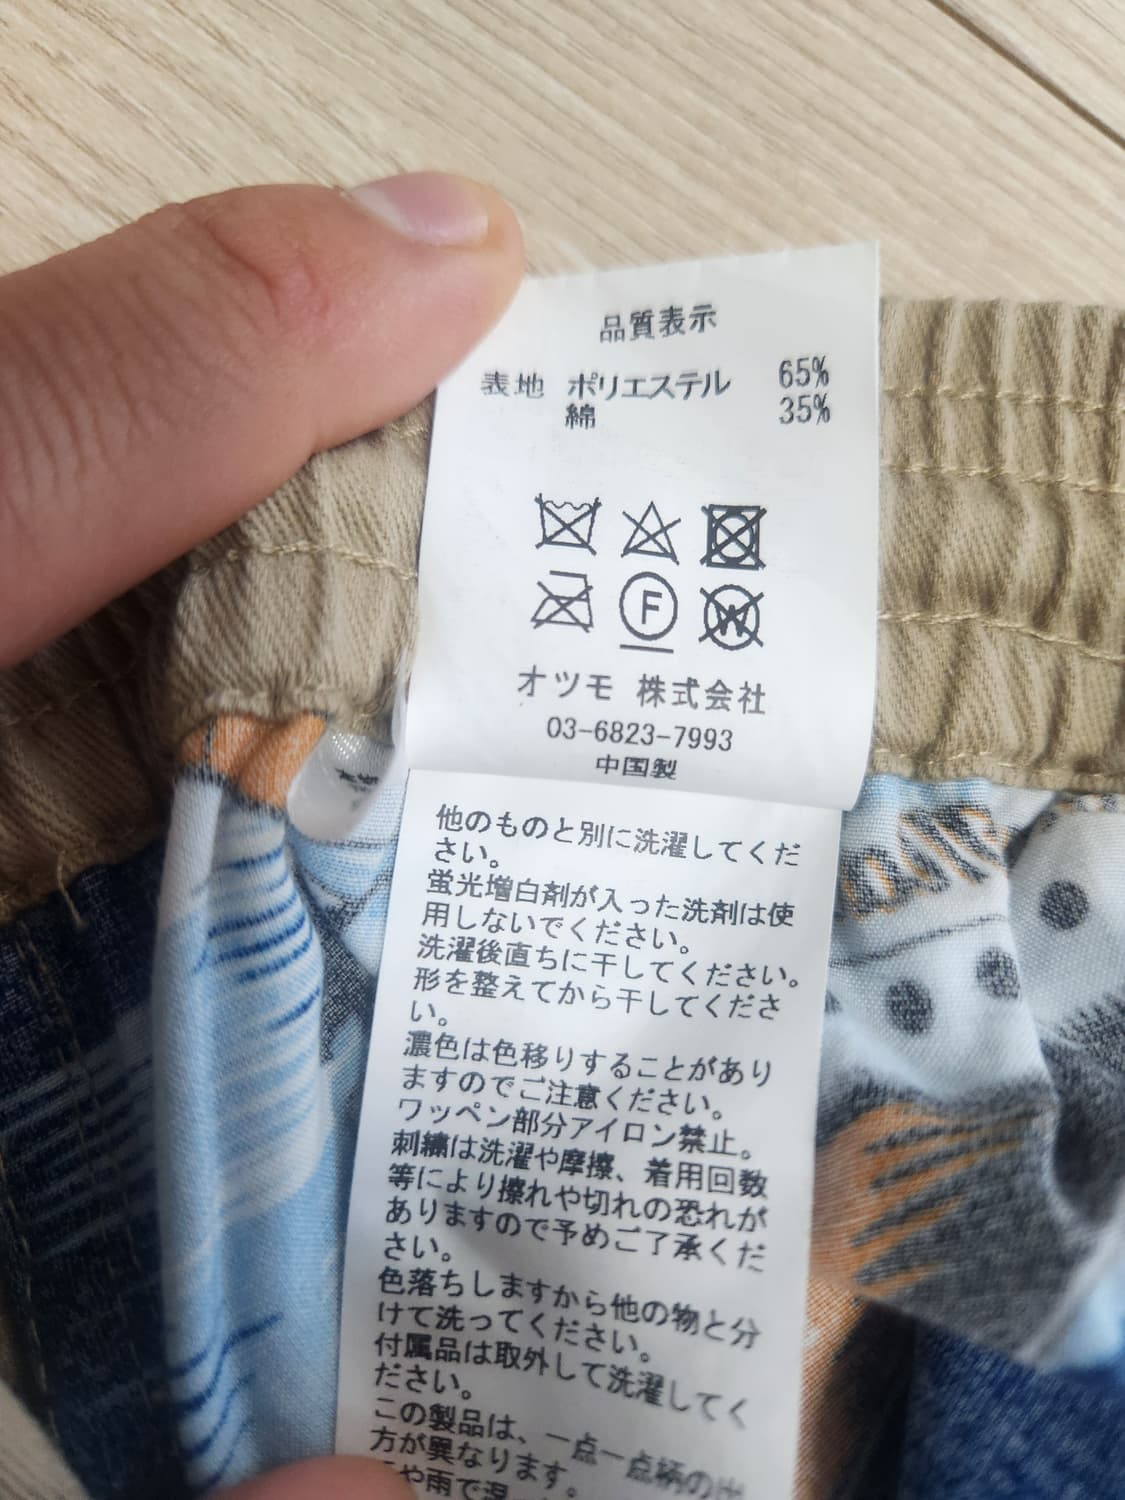 品質表示
表地 ポリエステル 65%
綿 35%
F
W
オツモ 株式会社
03-6823-7993
中国製
他のものと別に洗濯してくだ
さい。
蛍光増白剤が入った洗剤は使
用しないでください。
洗濯後直ちに干してください。
形を整えてから干してくださ
い。
濃色は色移りすることがあり
ますのでご注意ください。
ワッペン部分アイロン禁止。
刺繍は洗濯や摩擦、着用回数
等により擦れや切れの恐れが
ありますので予めご了承くだ
さい。
色落ちしますから他の物と分
けて洗ってください。
付属品は取外して洗濯してく
ださい。
この製品は、一点一点柄の出
方が異なります。
や雨で